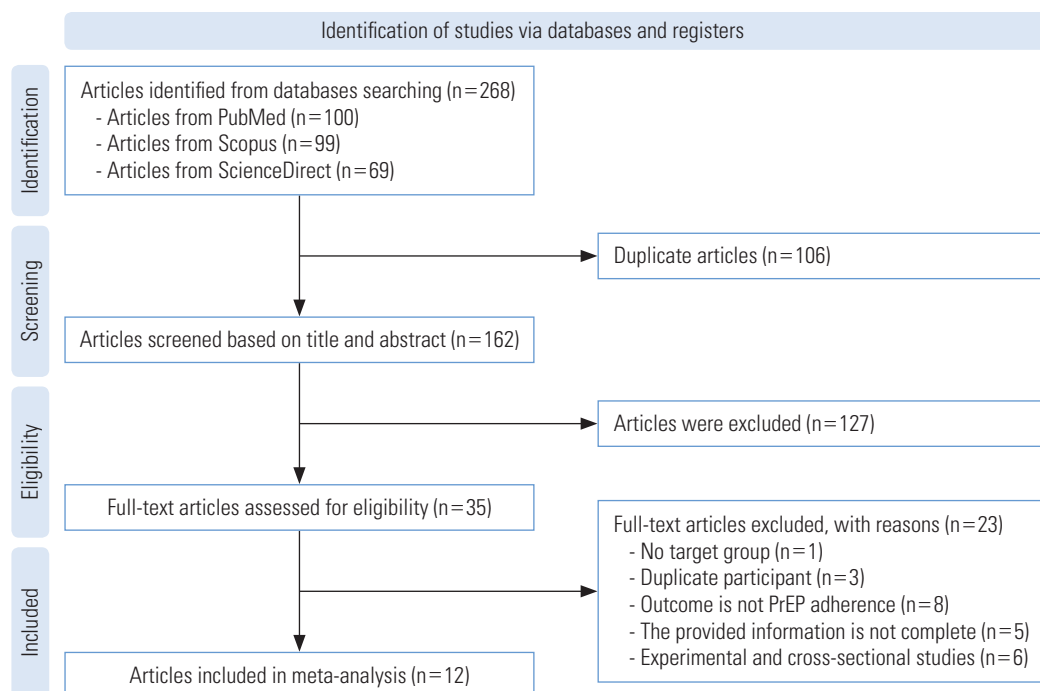 Identification of studies via databases and registers
Identification
Articles identified from databases searching (n=268)
- Articles from PubMed (n=100)
- Articles from Scopus (n=99)
- Articles from ScienceDirect (n=69)
Screening
Duplicate articles (n=106)
Articles screened based on title and abstract (n=162)
Eligibility
Articles were excluded (n=127)
Full-text articles assessed for eligibility (n=35)
Included
Full-text articles excluded, with reasons (n=23)
- No target group (n=1)
- Duplicate participant (n=3)
- Outcome is not PrEP adherence (n=8)
- The provided information is not complete (n=5)
- Experimental and cross-sectional studies (n=6)
Articles included in meta-analysis (n=12)